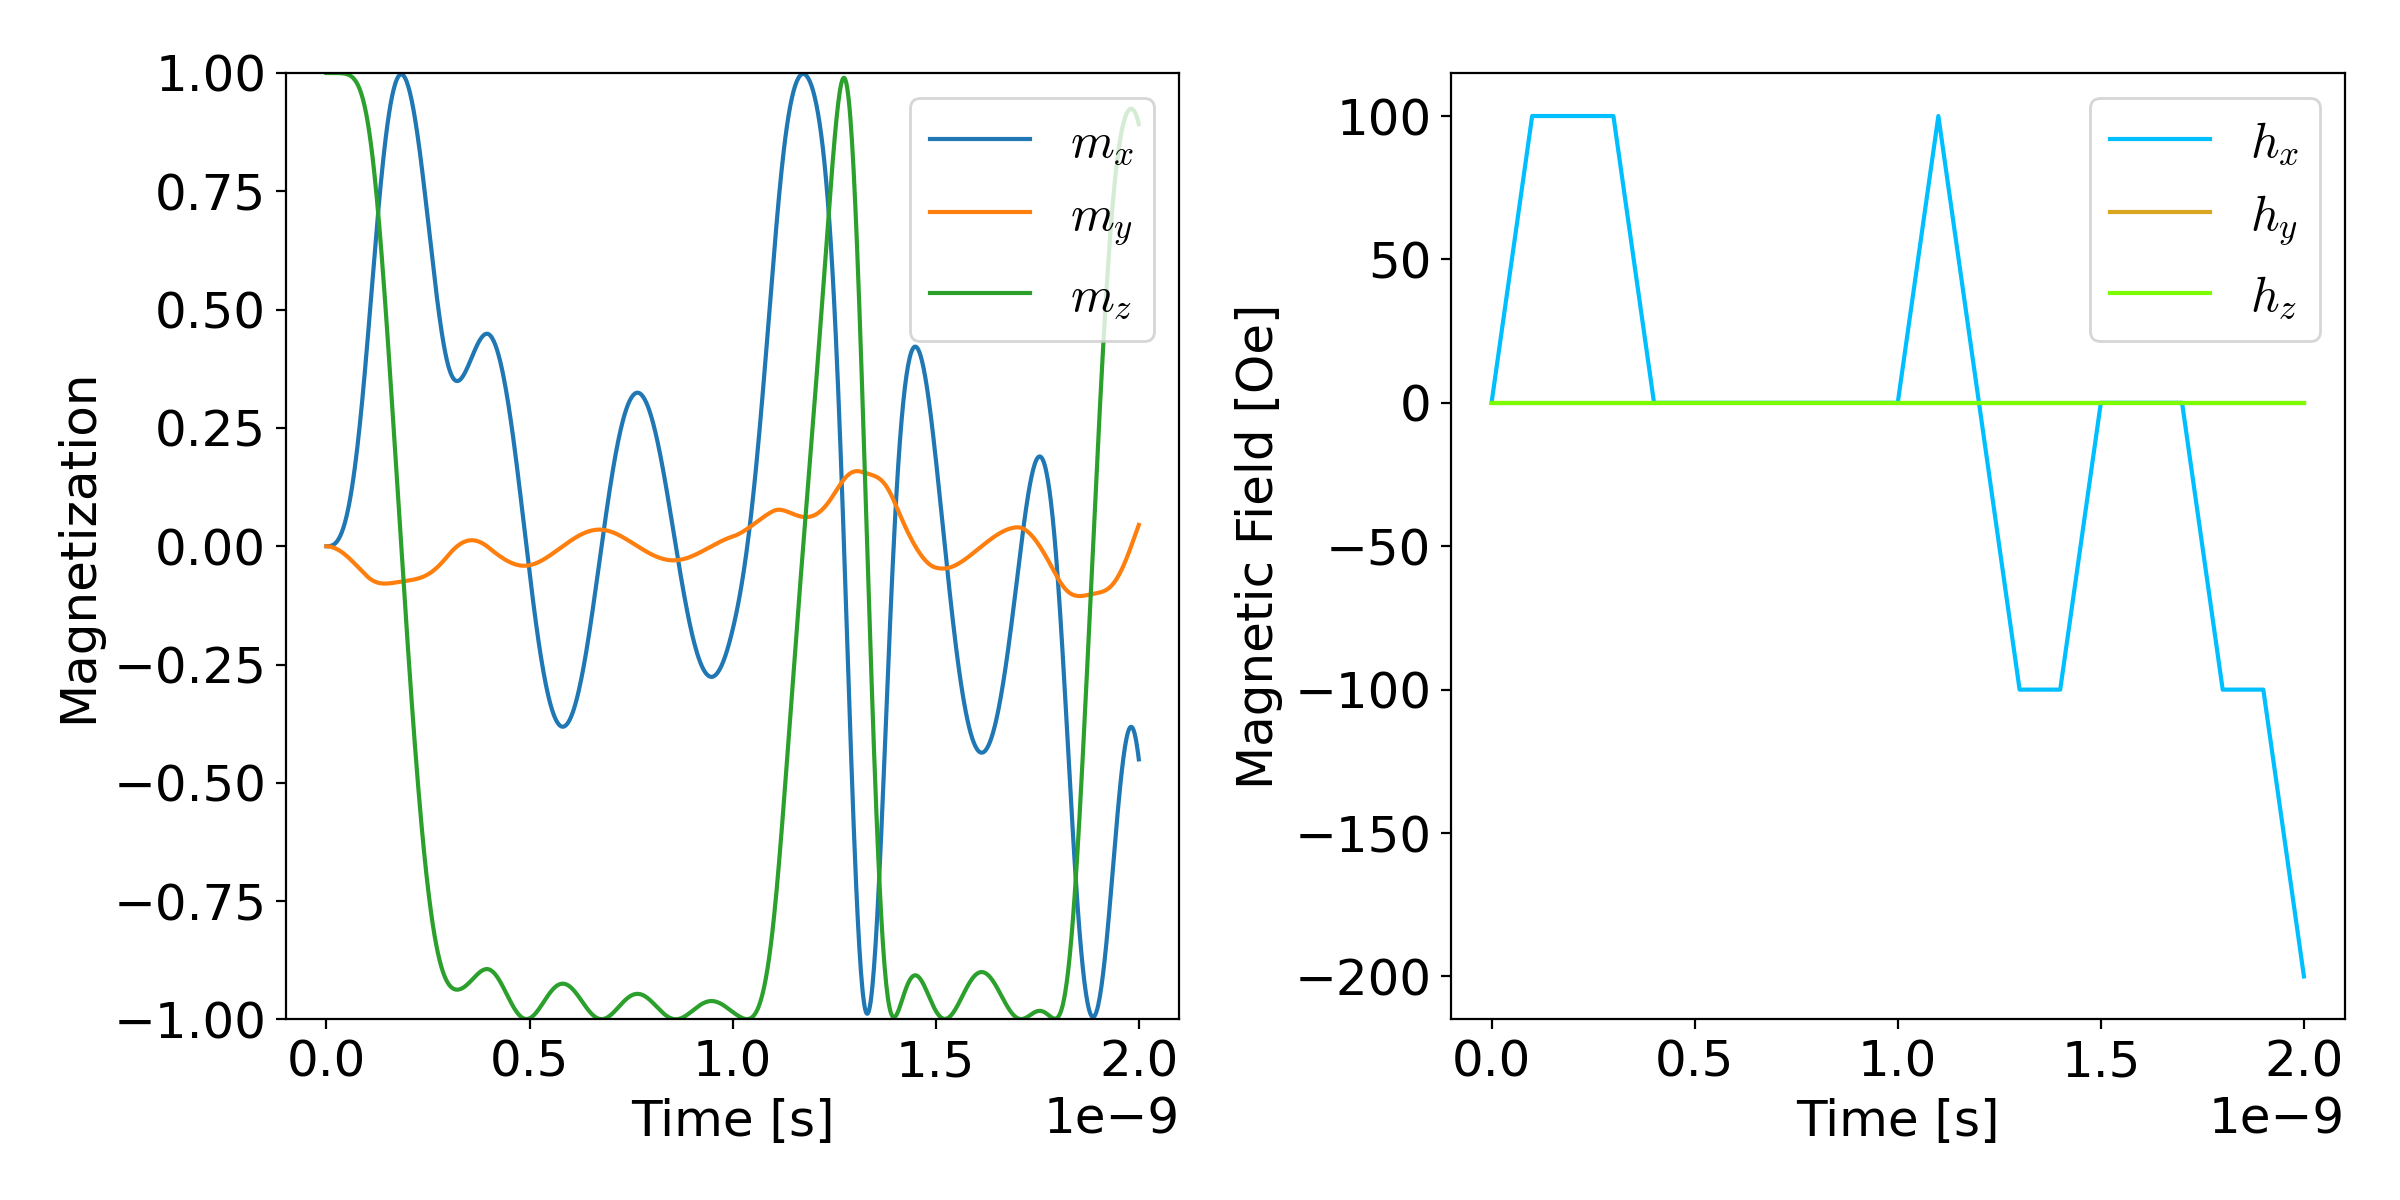 Magnetization
1.00
0.75
0.50
0.25
0.00
−0.25
−0.50
−0.75
−1.00
0.0 0.5 1.0 1.5 2.0
Time [s]
1e−9
m_x
m_y
m_z
Magnetic Field [Oe]
100
50
0
−50
−100
−150
−200
0.0 0.5 1.0 1.5 2.0
Time [s]
1e−9
h_x
h_y
h_z